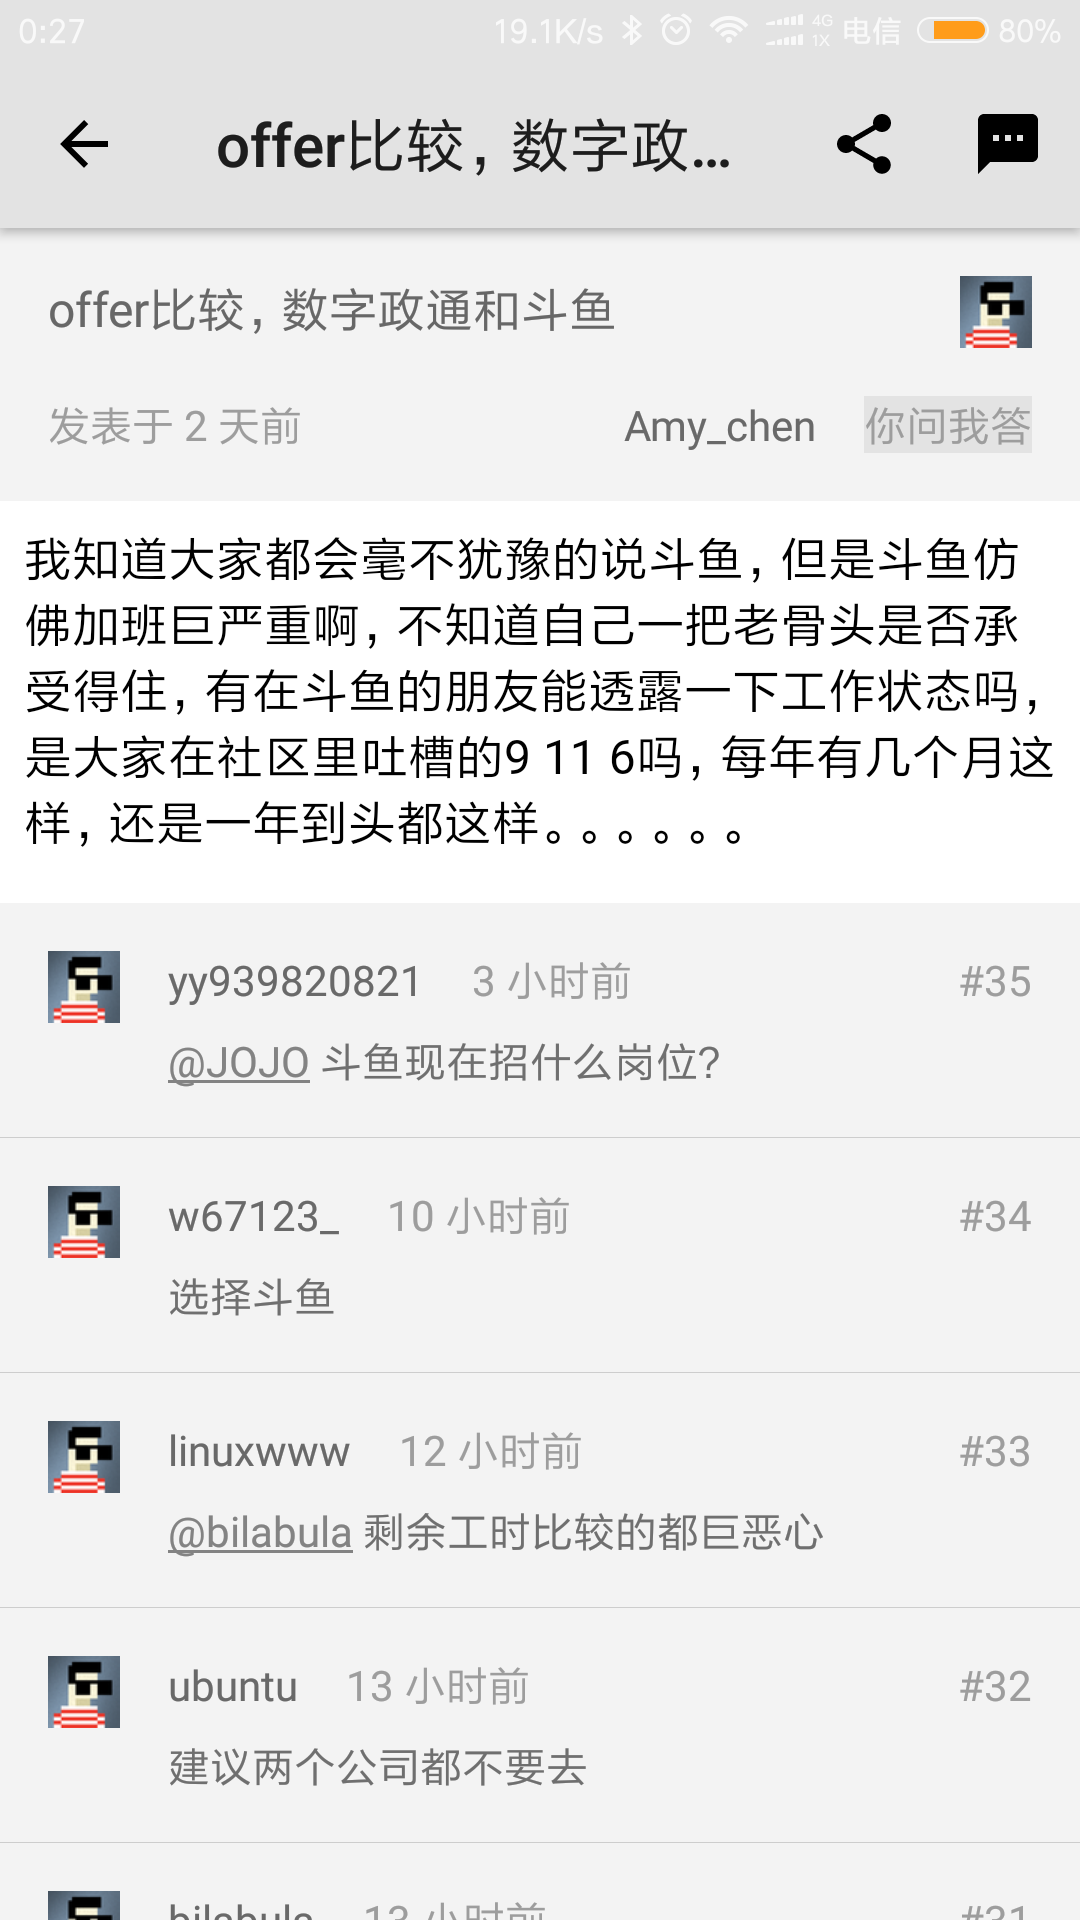 0:27 19.1K/s 4G 1X 电信 80%
offer比较，数字政...
offer比较，数字政通和斗鱼
发表于 2 天前 Amy_chen 你问我答
我知道大家都会毫不犹豫的说斗鱼，但是斗鱼仿
佛加班巨严重啊，不知道自己一把老骨头是否承
受得住，有在斗鱼的朋友能透露一下工作状态吗，
是大家在社区里吐槽的9 11 6吗，每年有几个月这
样，还是一年到头都这样。。。。。。
yy939820821 3 小时前 #35
@JOJO 斗鱼现在招什么岗位?
w67123_ 10 小时前 #34
选择斗鱼
linuxwww 12 小时前 #33
@bilabula 剩余工时比较的都巨恶心
ubuntu 13 小时前 #32
建议两个公司都不要去
bilabula 13 小时前 #31